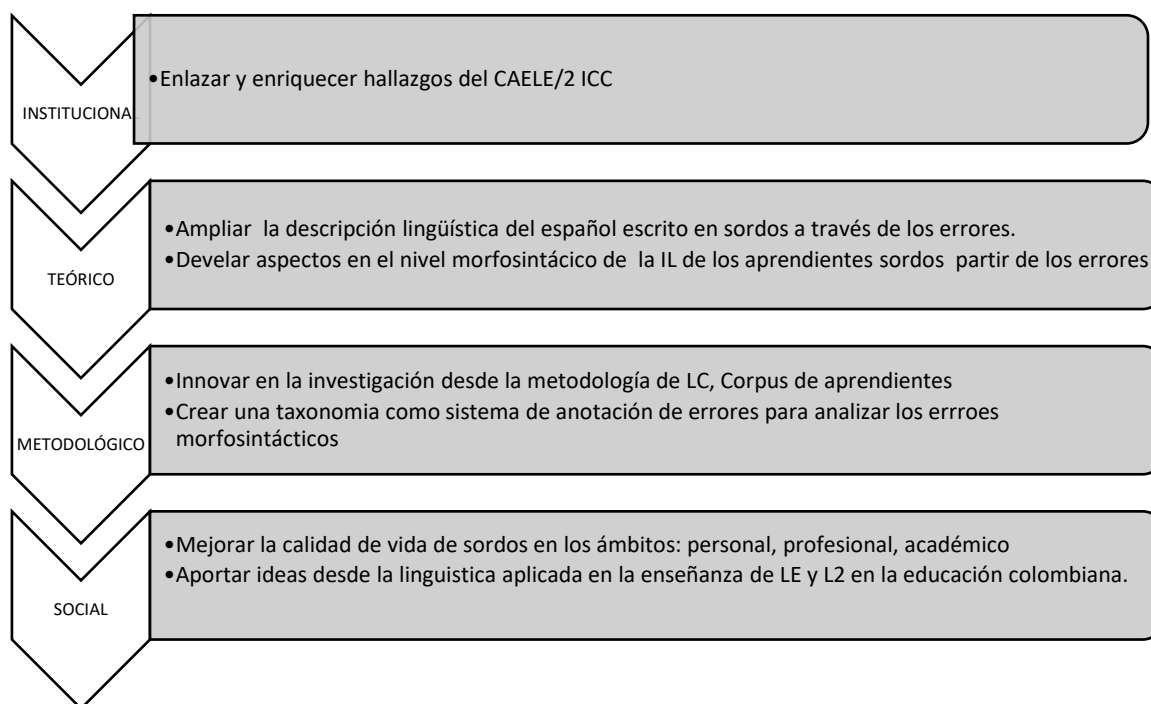 •Enlazar y enriquecer hallazgos del CAELE/2 ICC
INSTITUCIONAL
•Ampliar la descripción lingüística del español escrito en sordos a través de los errores.
•Develar aspectos en el nivel morfosintácico de la IL de los aprendientes sordos partir de los errores
TEÓRICO
•Innovar en la investigación desde la metodología de LC, Corpus de aprendientes
•Crear una taxonomia como sistema de anotación de errores para analizar los erroes
morfosintácticos
METODOLÓGICO
•Mejorar la calidad de vida de sordos en los ámbitos: personal, profesional, académico
•Aportar ideas desde la linguistica aplicada en la enseñanza de LE y L2 en la educación colombiana.
SOCIAL